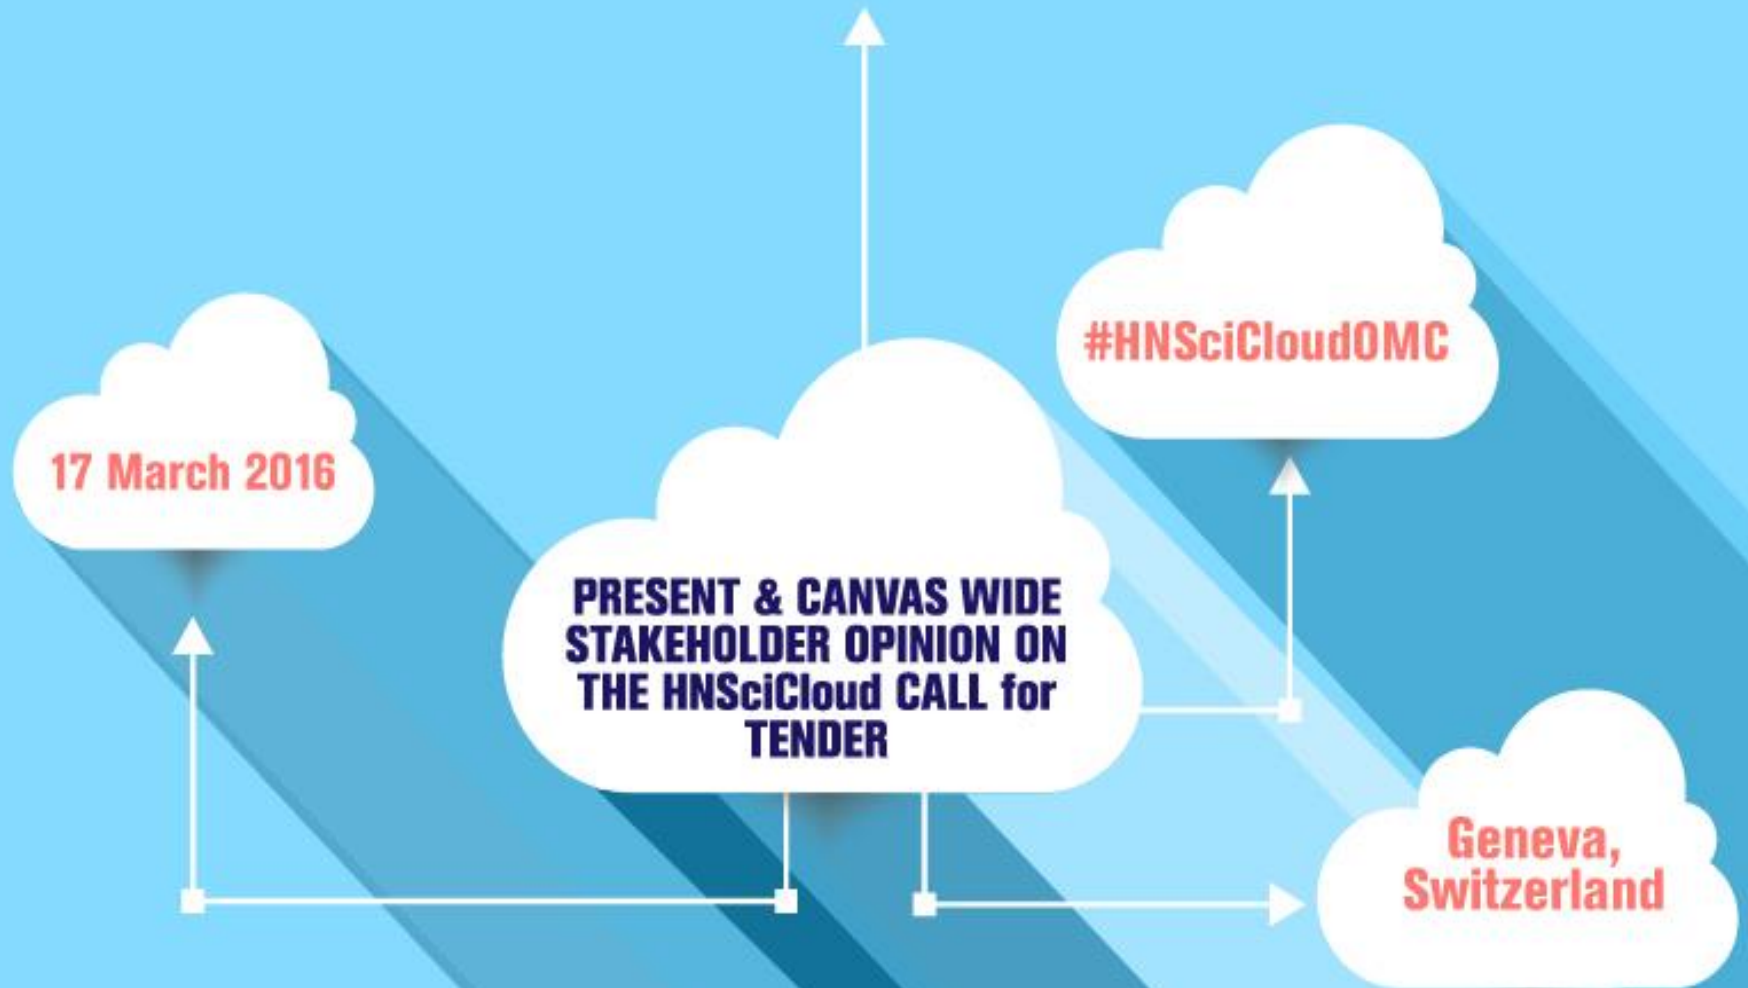 #HNSciCloudOMC
17 March 2016
PRESENT & CANVAS WIDE
STAKEHOLDER OPINION ON
THE HNSciCloud CALL for
TENDER
Geneva,
Switzerland